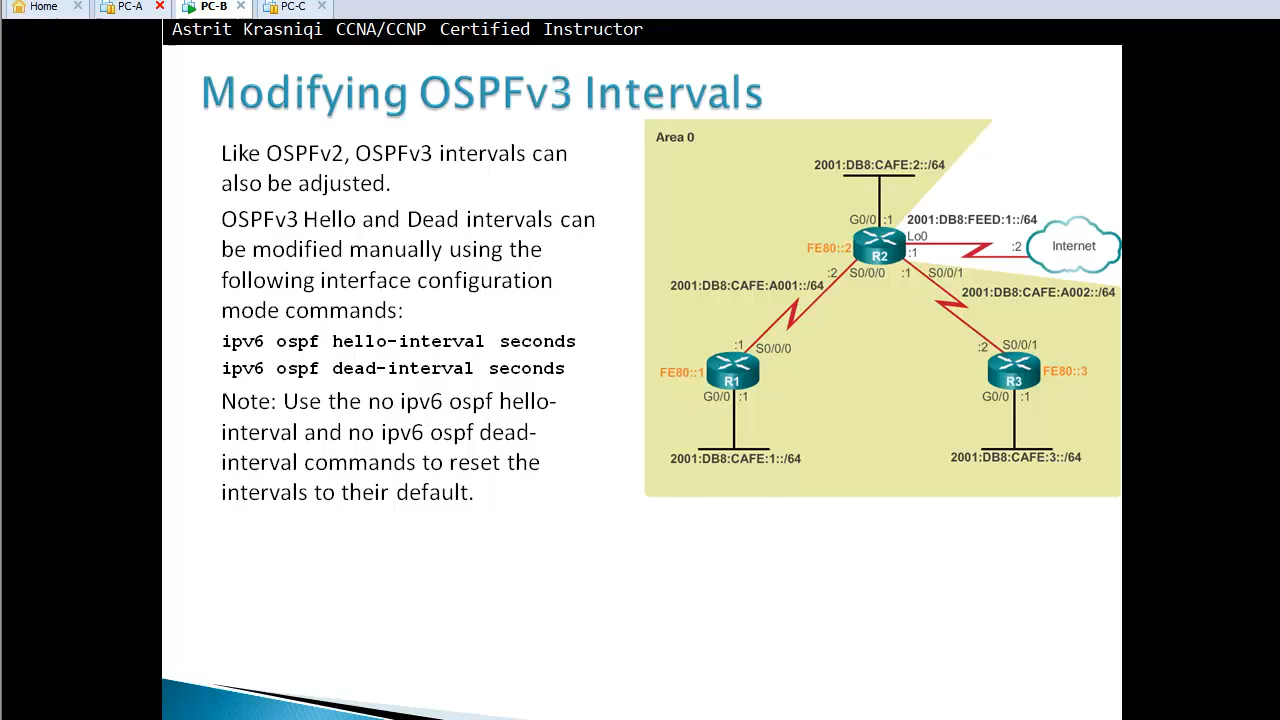 Home PC-A PC-B PC-C
Astrit Krasniqi CCNA/CCNP Certified Instructor
Modifying OSPFv3 Intervals
Like OSPFv2, OSPFv3 intervals can
also be adjusted.
OSPFv3 Hello and Dead intervals can
be modified manually using the
following interface configuration
mode commands:
ipv6 ospf hello-interval seconds
ipv6 ospf dead-interval seconds
Note: Use the no ipv6 ospf hello-
interval and no ipv6 ospf dead-
interval commands to reset the
intervals to their default.
Area 0
2001:DB8:CAFE:2::/64
G0/0 :1 2001:DB8:FEED:1::/64
Lo0
FE80::2 R2 :1 :2 Internet
:2 S0/0/0 :1 S0/0/1
2001:DB8:CAFE:A001::/64 2001:DB8:CAFE:A002::/64
:1 S0/0/0 :2 S0/0/1
FE80::1 R1 R3 FE80::3
G0/0 :1 G0/0 :1
2001:DB8:CAFE:1::/64 2001:DB8:CAFE:3::/64